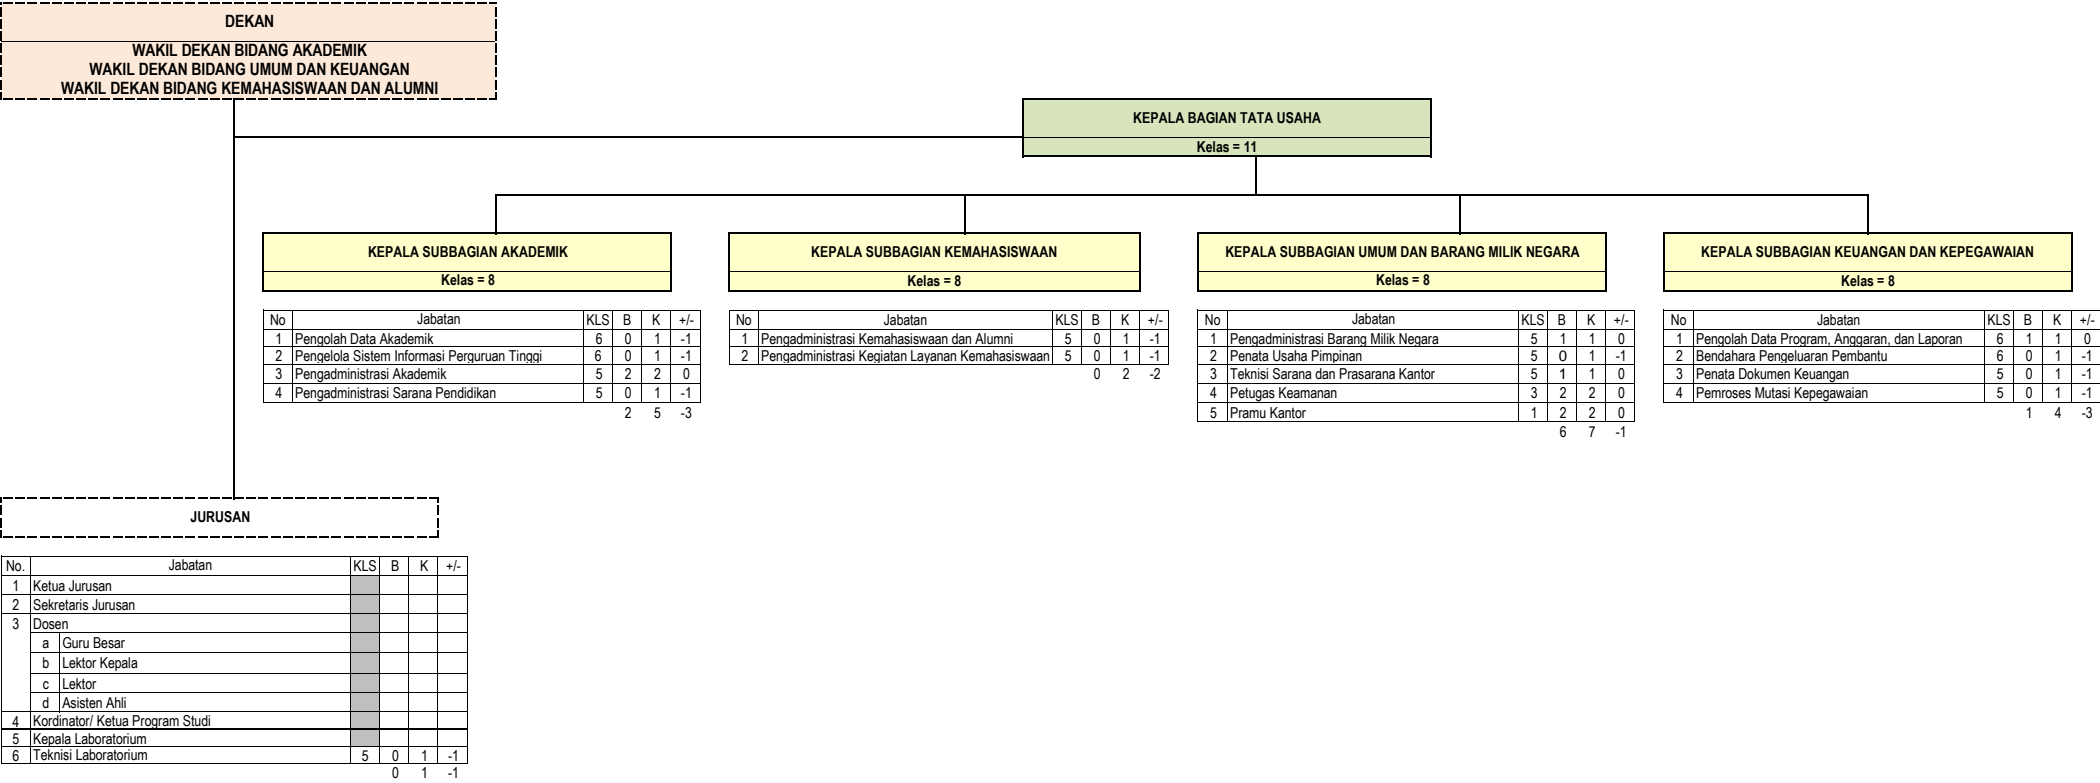 DEKAN
WAKIL DEKAN BIDANG AKADEMIK
WAKIL DEKAN BIDANG UMUM DAN KEUANGAN
WAKIL DEKAN BIDANG KEMAHASISWAAN DAN ALUMNI
KEPALA BAGIAN TATA USAHA
Kelas = 11
KEPALA SUBBAGIAN AKADEMIK
Kelas = 8
No Jabatan KLS B K +/-
1 Pengolah Data Akademik 6 0 1 -1
2 Pengelola Sistem Informasi Perguruan Tinggi 6 0 1 -1
3 Pengadministrasi Akademik 5 2 2 0
4 Pengadministrasi Sarana Pendidikan 5 0 1 -1
2 5 -3
KEPALA SUBBAGIAN KEMAHASISWAAN
Kelas = 8
No Jabatan KLS B K +/-
1 Pengadministrasi Kemahasiswaan dan Alumni 5 0 1 -1
2 Pengadministrasi Kegiatan Layanan Kemahasiswaan 5 0 1 -1
0 2 -2
KEPALA SUBBAGIAN UMUM DAN BARANG MILIK NEGARA
Kelas = 8
No Jabatan KLS B K +/-
1 Pengadministrasi Barang Milik Negara 5 1 1 0
2 Penata Usaha Pimpinan 5 0 1 -1
3 Teknisi Sarana dan Prasarana Kantor 5 1 1 0
4 Petugas Keamanan 3 2 2 0
5 Pramu Kantor 1 2 2 0
6 7 -1
KEPALA SUBBAGIAN KEUANGAN DAN KEPEGAWAIAN
Kelas = 8
No Jabatan KLS B K +/-
1 Pengolah Data Program, Anggaran, dan Laporan 6 1 1 0
2 Bendahara Pengeluaran Pembantu 6 0 1 -1
3 Penata Dokumen Keuangan 5 0 1 -1
4 Pemroses Mutasi Kepegawaian 5 0 1 -1
1 4 -3
JURUSAN
No. Jabatan KLS B K +/-
1 Ketua Jurusan
2 Sekretaris Jurusan
3 Dosen
a Guru Besar
b Lektor Kepala
c Lektor
d Asisten Ahli
4 Kordinator/ Ketua Program Studi
5 Kepala Laboratorium
6 Teknisi Laboratorium 5 0 1 -1
0 1 -1